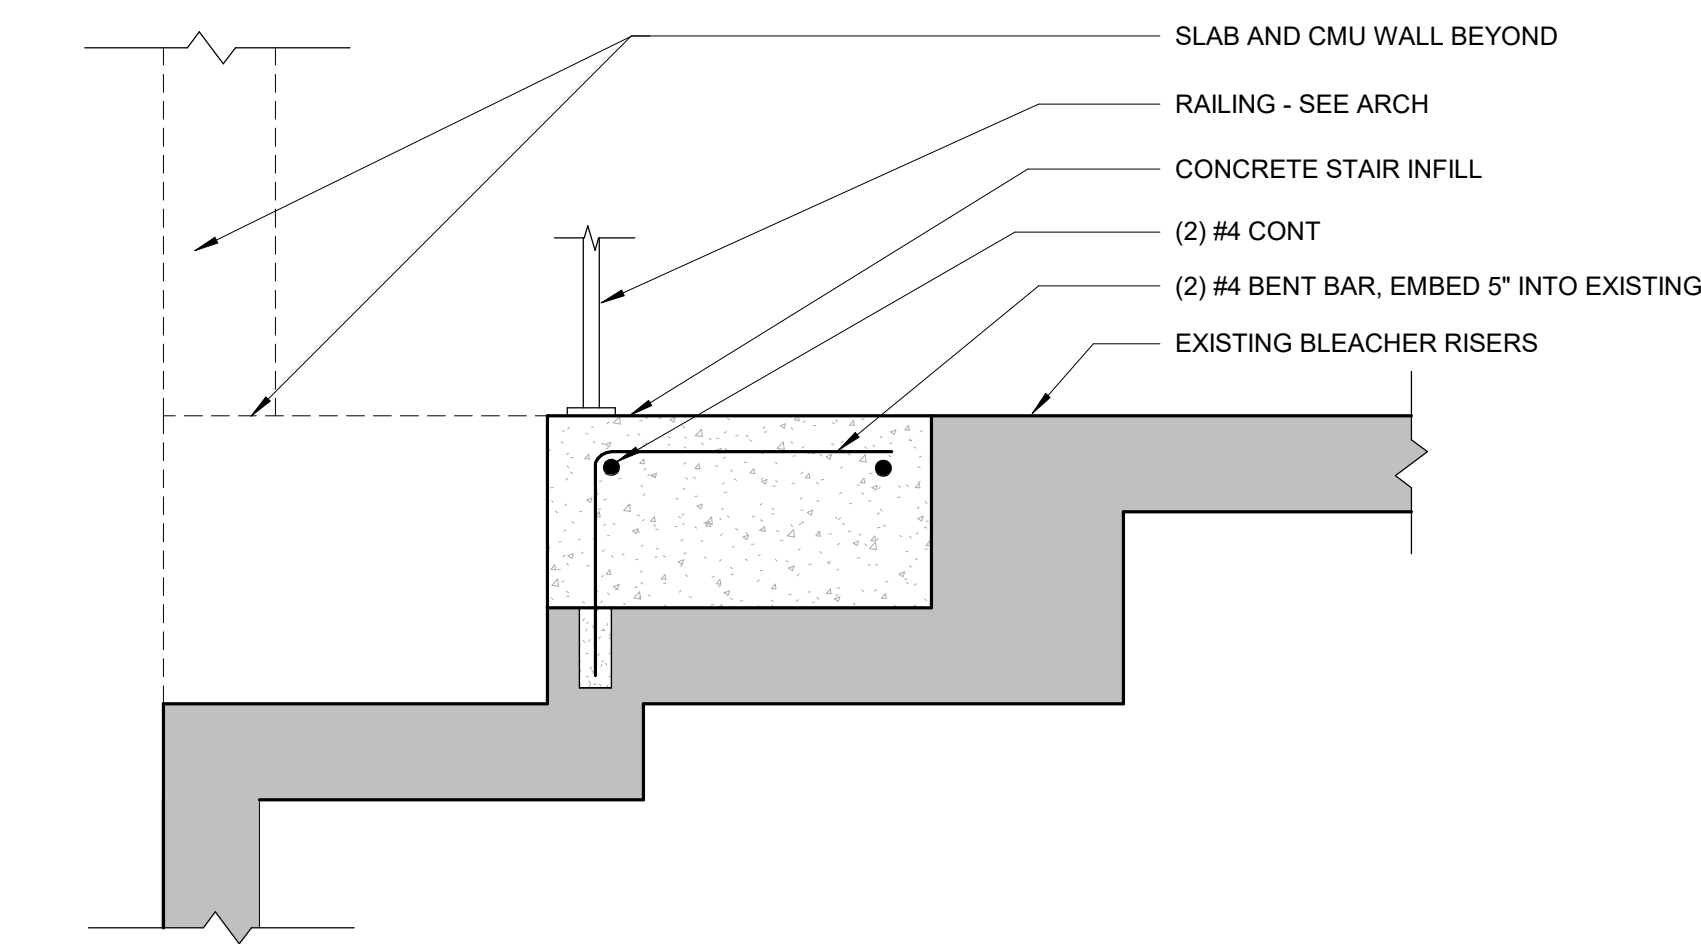 SLAB AND CMU WALL BEYOND
RAILING - SEE ARCH
CONCRETE STAIR INFILL
(2) #4 CONT
(2) #4 BENT BAR, EMBED 5" INTO EXISTING
EXISTING BLEACHER RISERS